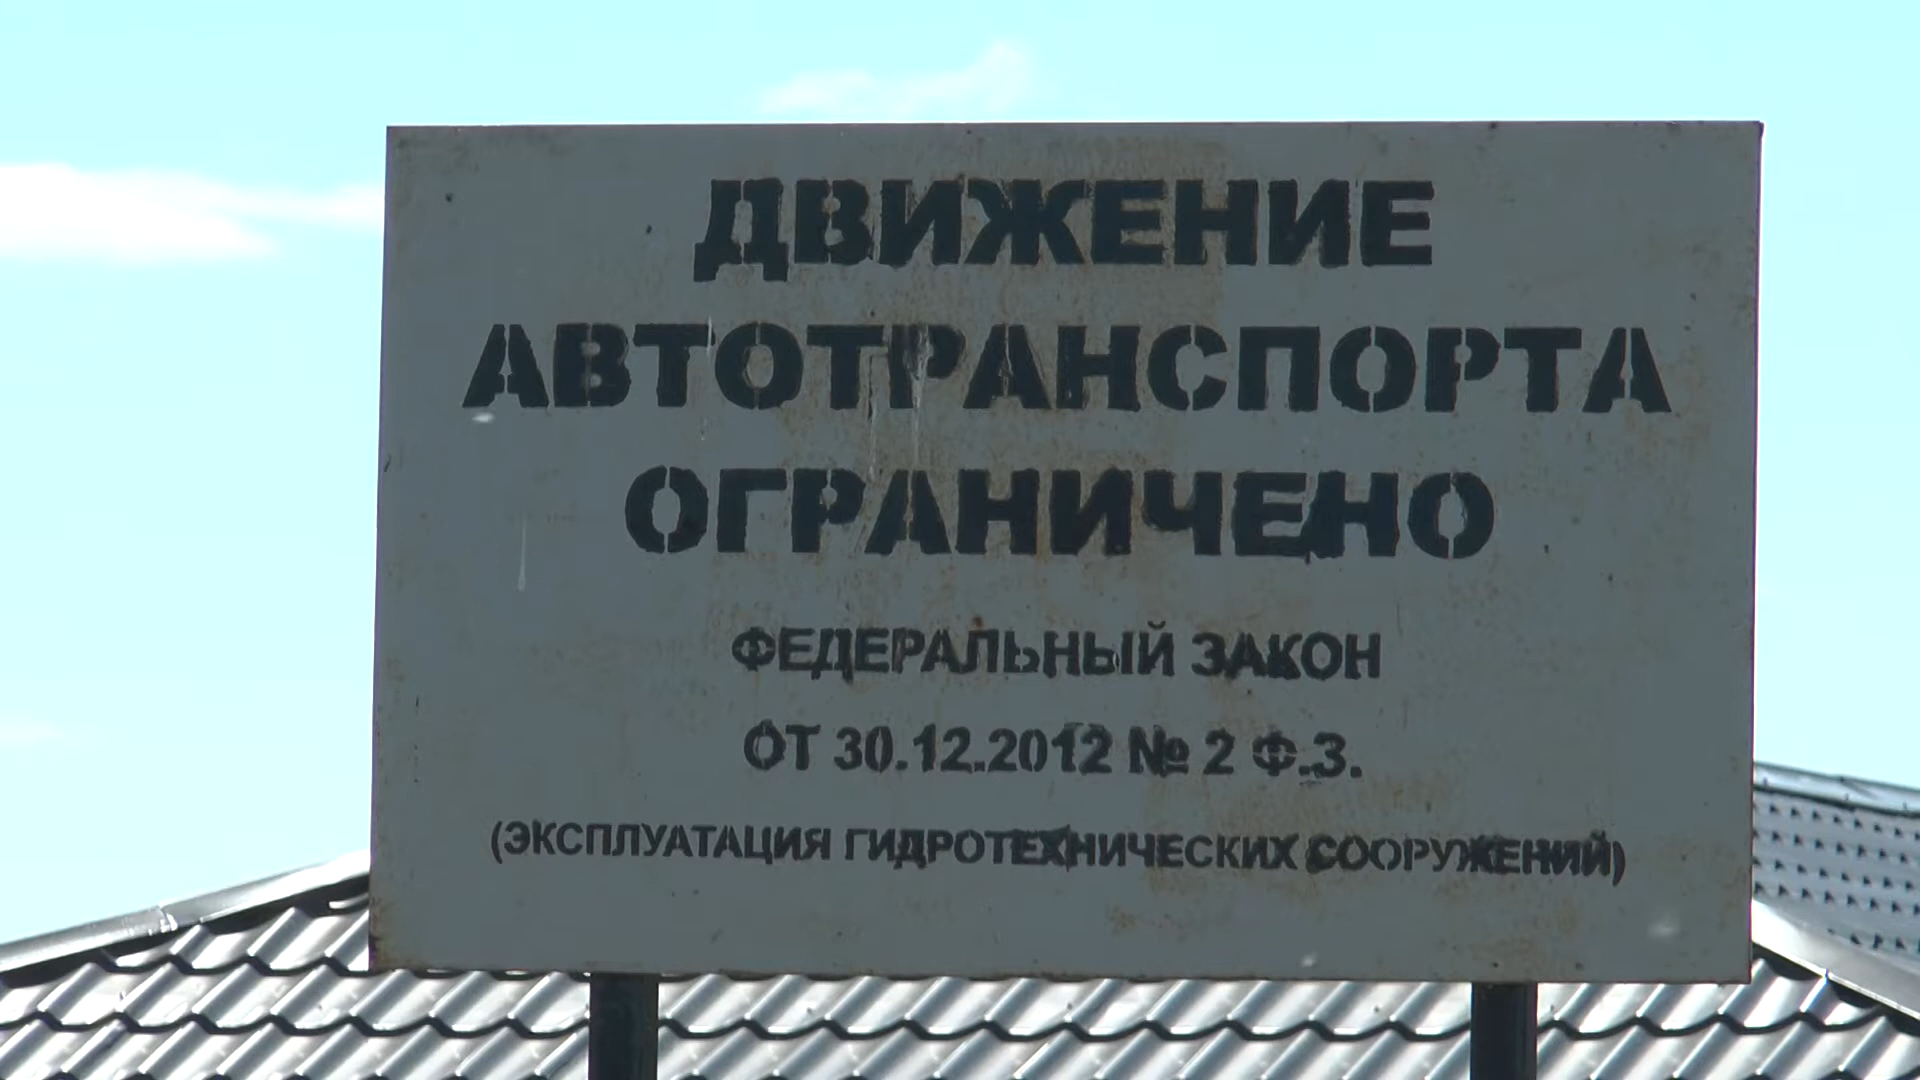 ДВИЖЕНИЕ
АВТОТРАНСПОРТА
ОГРАНИЧЕНО
ФЕДЕРАЛЬНЫЙ ЗАКОН
ОТ 30.12.2012 № 2 Ф.З.
(ЭКСПЛУАТАЦИЯ ГИДРОТЕХНИЧЕСКИХ СООРУЖЕНИЙ)